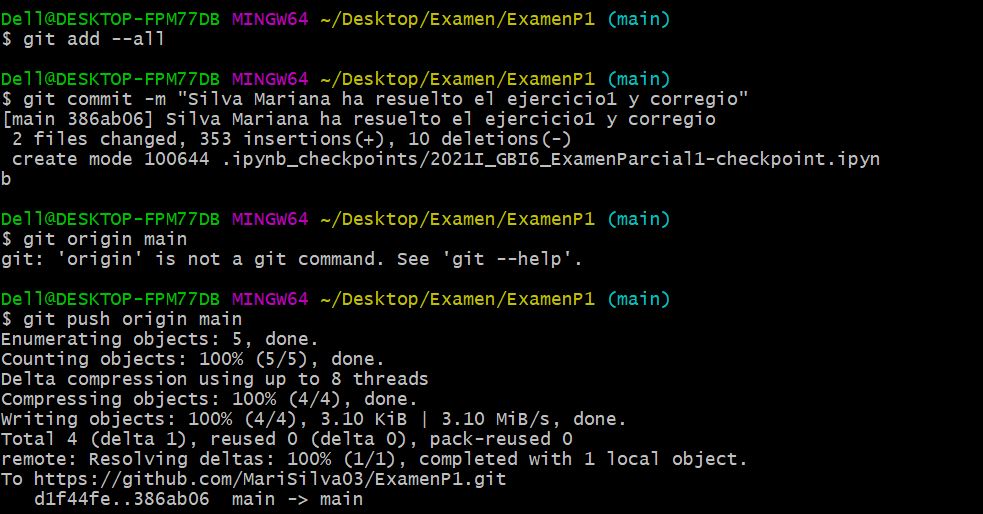 Dell@DESKTOP-FPM77DB MINGW64 ~/Desktop/Examen/ExamenP1 (main)
$ git add --all
Dell@DESKTOP-FPM77DB MINGW64 ~/Desktop/Examen/ExamenP1 (main)
$ git commit -m "Silva Mariana ha resuelto el ejercicio1 y corregio"
[main 386ab06] Silva Mariana ha resuelto el ejercicio1 y corregio
 2 files changed, 353 insertions(+), 10 deletions(-)
 create mode 100644 .ipynb_checkpoints/2021I_GBI6_ExamenParcial1-checkpoint.ipyn
b
Dell@DESKTOP-FPM77DB MINGW64 ~/Desktop/Examen/ExamenP1 (main)
$ git origin main
git: 'origin' is not a git command. See 'git --help'.
Dell@DESKTOP-FPM77DB MINGW64 ~/Desktop/Examen/ExamenP1 (main)
$ git push origin main
Enumerating objects: 5, done.
Counting objects: 100% (5/5), done.
Delta compression using up to 8 threads
Compressing objects: 100% (4/4), done.
Writing objects: 100% (4/4), 3.10 KiB | 3.10 MiB/s, done.
Total 4 (delta 1), reused 0 (delta 0), pack-reused 0
remote: Resolving deltas: 100% (1/1), completed with 1 local object.
To https://github.com/MariSilva03/ExamenP1.git
   d1f44fe..386ab06  main -> main